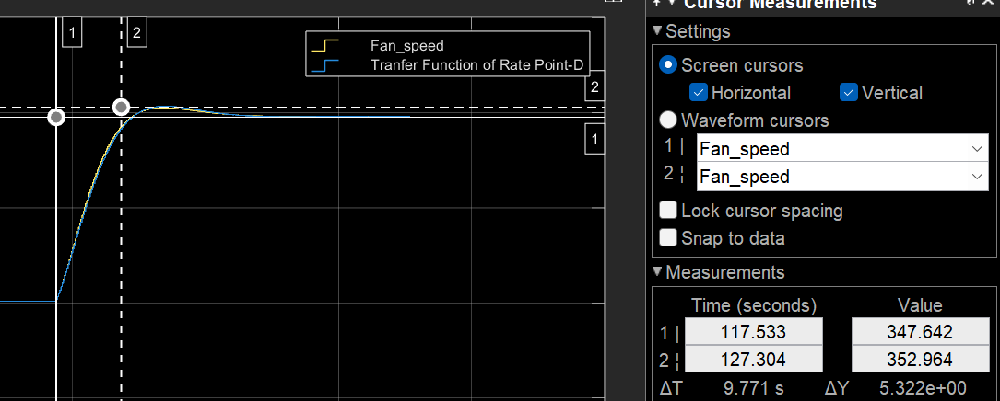 Cursor Measurements
1
2
Fan_speed
Tranfer Function of Rate Point-D
2
1
Settings
Screen cursors
Horizontal
Vertical
Waveform cursors
1 | Fan_speed
2 ¦ Fan_speed
Lock cursor spacing
Snap to data
Measurements
Time (seconds) Value
1 | 117.533 347.642
2 ¦ 127.304 352.964
ΔT 9.771 s ΔY 5.322e+00